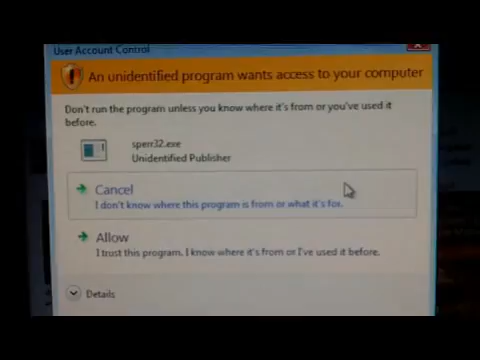 User Account Control
An unidentified program wants access to your computer
Don't run the program unless you know where it's from or you've used it
before.
sperr32.exe
Unidentified Publisher
Cancel
I don't know where this program is from or what it's for.
Allow
I trust this program. I know where it's from or I've used it before.
Details